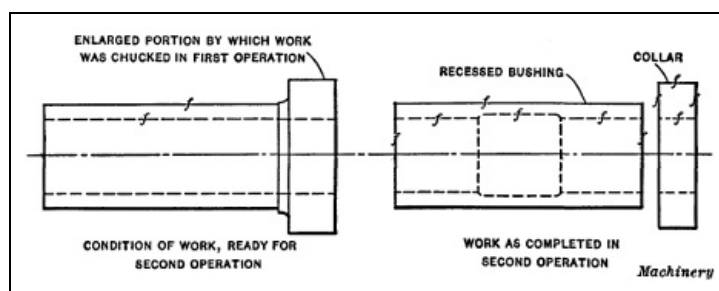 ENLARGED PORTION BY WHICH WORK
WAS CHUCKED IN FIRST OPERATION
COLLAR
RECESSED BUSHING
f
f
f
f
f
f
f
f
f
f
f
CONDITION OF WORK, READY FOR
SECOND OPERATION
WORK AS COMPLETED IN
SECOND OPERATION
Machinery